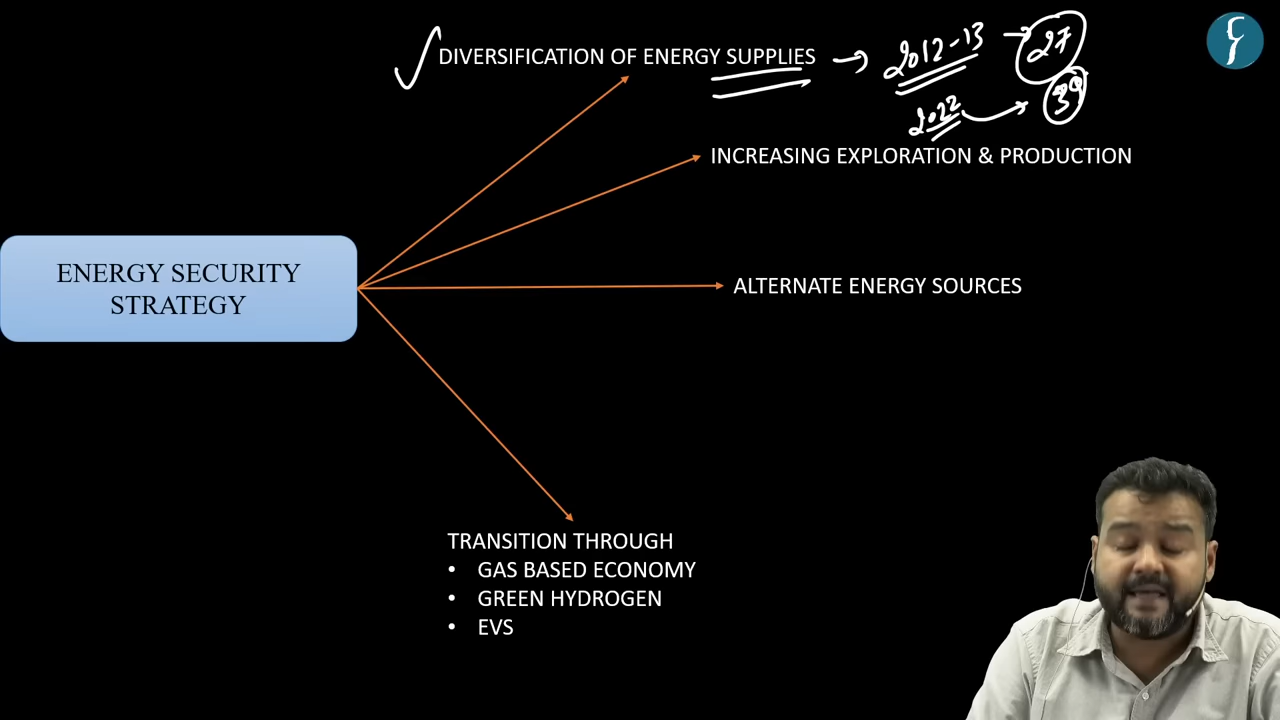 DIVERSIFICATION OF ENERGY SUPPLIES → 2012-13 → 27
2022 → 39
INCREASING EXPLORATION & PRODUCTION
ENERGY SECURITY
STRATEGY
ALTERNATE ENERGY SOURCES
TRANSITION THROUGH
• GAS BASED ECONOMY
• GREEN HYDROGEN
• EVS